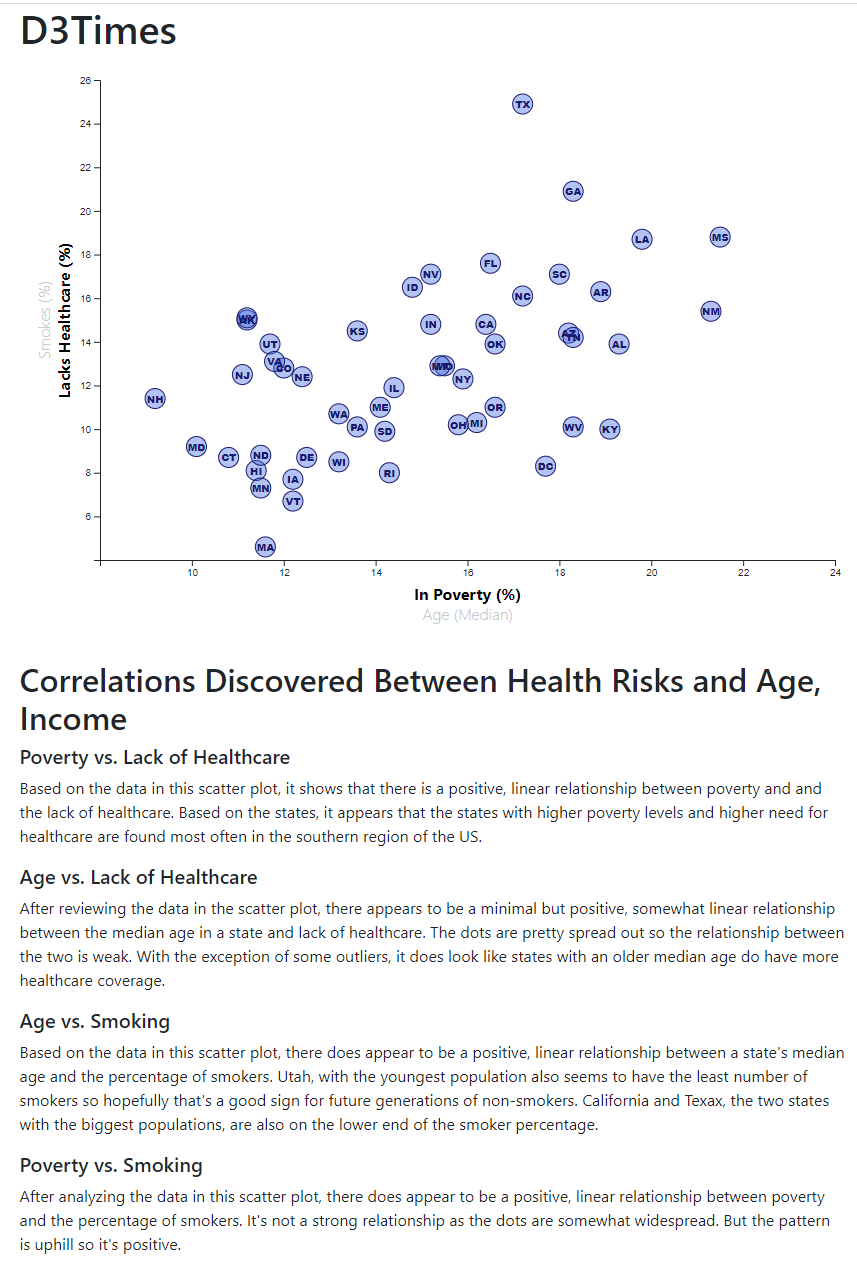 D3Times
26
24
22
20
18
16
14
12
10
8
6
Smokes (%)
Lacks Healthcare (%)
TX
GA
LA
MS
FL
NV
SC
ID
AR
NC
NM
WY
AK
KS
IN
CA
AZ
TN
UT
OK
AL
VA
CO
MT
MO
NJ
NE
NY
IL
NH
ME
OR
WA
PA
SD
OH
MI
WV
KY
MD
CT
ND
DE
WI
DC
HI
RI
IA
MN
VT
MA
10
12
14
16
18
20
22
24
In Poverty (%)
Age (Median)
Correlations Discovered Between Health Risks and Age,
Income
Poverty vs. Lack of Healthcare
Based on the data in this scatter plot, it shows that there is a positive, linear relationship between poverty and and
the lack of healthcare. Based on the states, it appears that the states with higher poverty levels and higher need for
healthcare are found most often in the southern region of the US.
Age vs. Lack of Healthcare
After reviewing the data in the scatter plot, there appears to be a minimal but positive, somewhat linear relationship
between the median age in a state and lack of healthcare. The dots are pretty spread out so the relationship between
the two is weak. With the exception of some outliers, it does look like states with an older median age do have more
healthcare coverage.
Age vs. Smoking
Based on the data in this scatter plot, there does appear to be a positive, linear relationship between a state's median
age and the percentage of smokers. Utah, with the youngest population also seems to have the least number of
smokers so hopefully that's a good sign for future generations of non-smokers. California and Texax, the two states
with the biggest populations, are also on the lower end of the smoker percentage.
Poverty vs. Smoking
After analyzing the data in this scatter plot, there does appear to be a positive, linear relationship between poverty
and the percentage of smokers. It's not a strong relationship as the dots are somewhat widespread. But the pattern
is uphill so it's positive.